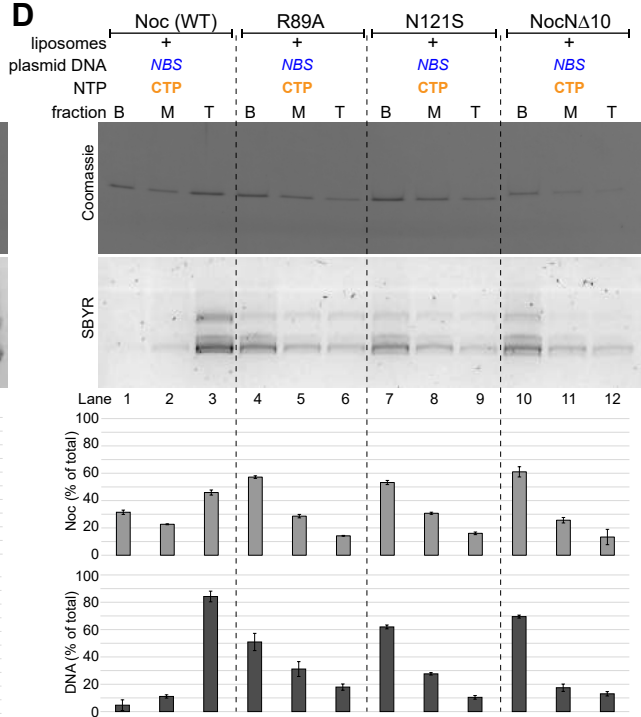 D
Noc (WT) R89A N121S NocNΔ10
liposomes + + + +
plasmid DNA NBS NBS NBS NBS
NTP CTP CTP CTP CTP
fraction B M T B M T B M T B M T
Coomassie
SBYR
Lane 1 2 3 4 5 6 7 8 9 10 11 12
Noc (% of total)
100
80
60
40
20
0
DNA (% of total)
100
80
60
40
20
0